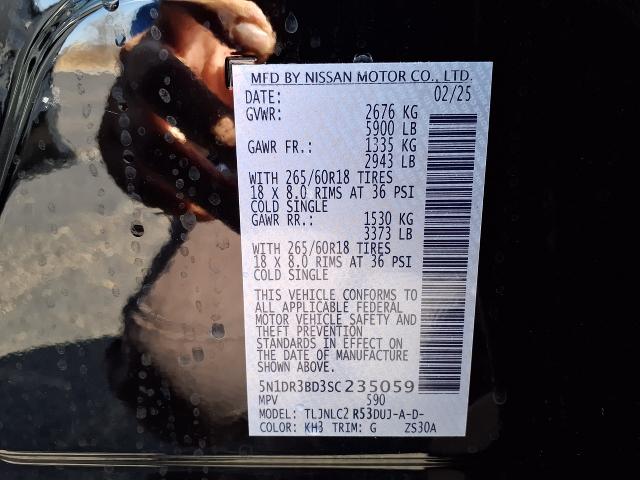 MFD BY NISSAN MOTOR CO., LTD.
DATE: 02/25
GVWR: 2676 KG
5900 LB
GAWR FR.: 1335 KG
2943 LB
WITH 265/60R18 TIRES
18 X 8.0 RIMS AT 36 PSI
COLD SINGLE
GAWR RR.: 1530 KG
3373 LB
WITH 265/60R18 TIRES
18 X 8.0 RIMS AT 36 PSI
COLD SINGLE
THIS VEHICLE CONFORMS TO
ALL APPLICABLE FEDERAL
MOTOR VEHICLE SAFETY AND
THEFT PREVENTION
STANDARDS IN EFFECT ON
THE DATE OF MANUFACTURE
SHOWN ABOVE.
5N1DR3BD3SC235059
MPV 590
MODEL: TLJNLC2 R53DUJ-A-D-
COLOR: KH3 TRIM: G ZS30A